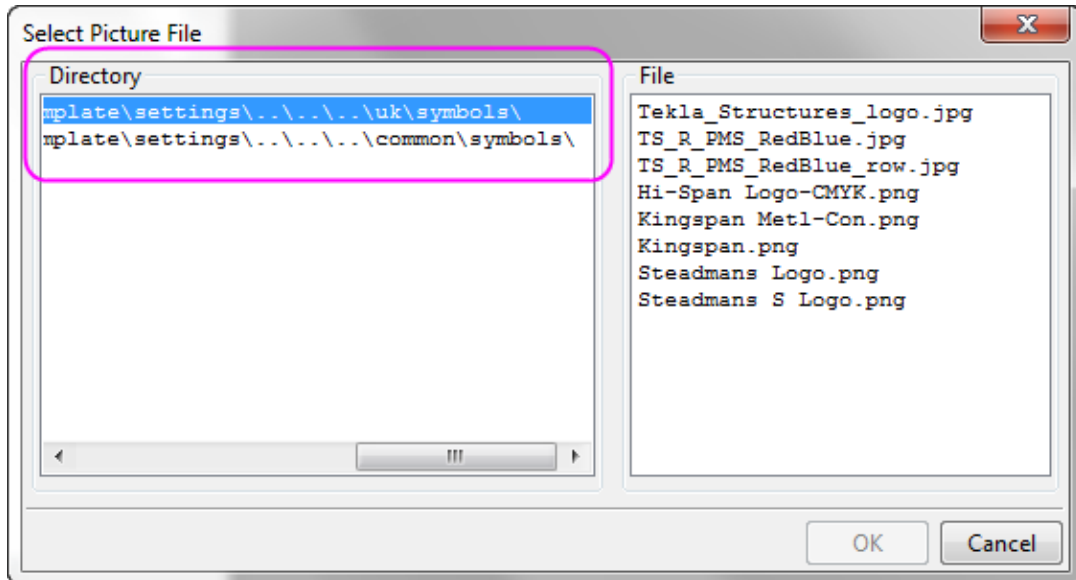 Select Picture File
Directory
mplate\settings\..\..\..\uk\symbols\
mplate\settings\..\..\..\common\symbols\
File
Tekla_Structures_logo.jpg
TS_R_PMS_RedBlue.jpg
TS_R_PMS_RedBlue_row.jpg
Hi-Span Logo-CMYK.png
Kingspan Metl-Con.png
Kingspan.png
Steadmans Logo.png
Steadmans S Logo.png
OK
Cancel